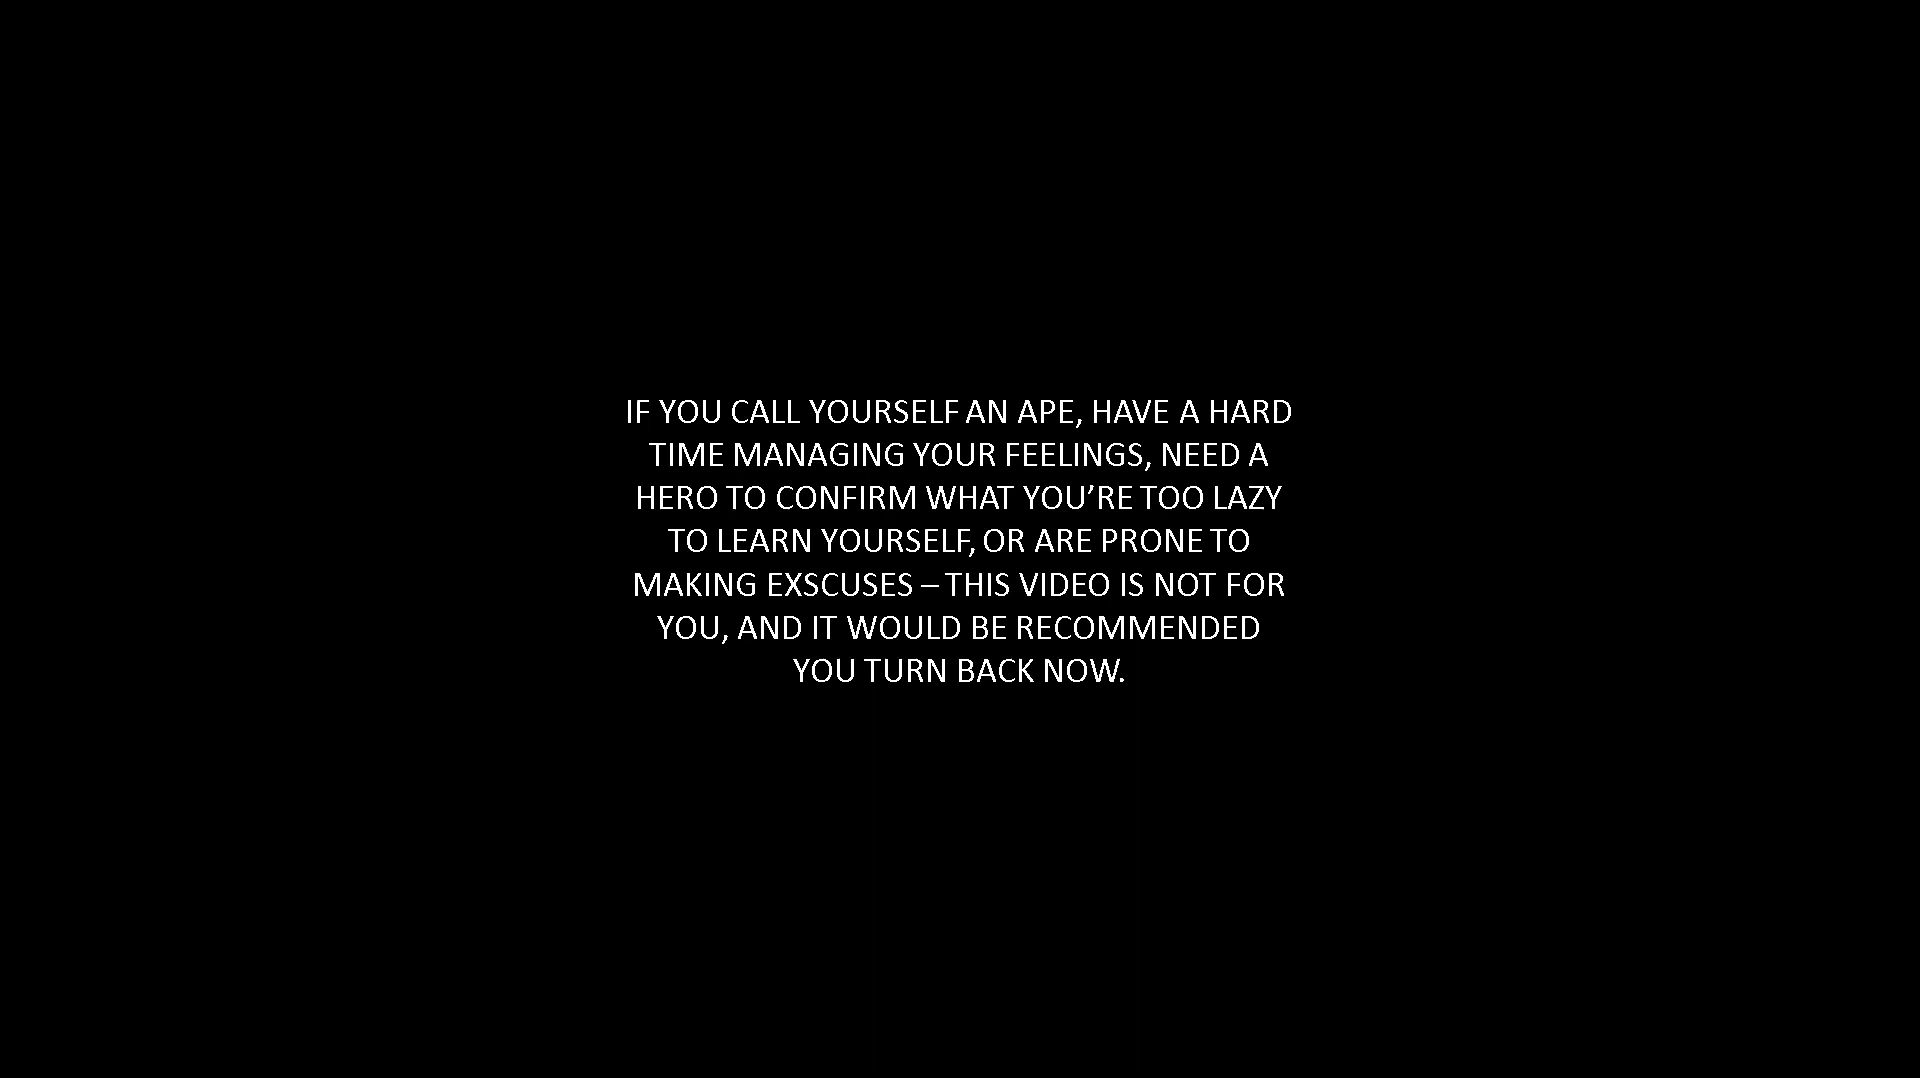 IF YOU CALL YOURSELF AN APE, HAVE A HARD
TIME MANAGING YOUR FEELINGS, NEED A
HERO TO CONFIRM WHAT YOU’RE TOO LAZY
TO LEARN YOURSELF, OR ARE PRONE TO
MAKING EXSCUSES – THIS VIDEO IS NOT FOR
YOU, AND IT WOULD BE RECOMMENDED
YOU TURN BACK NOW.